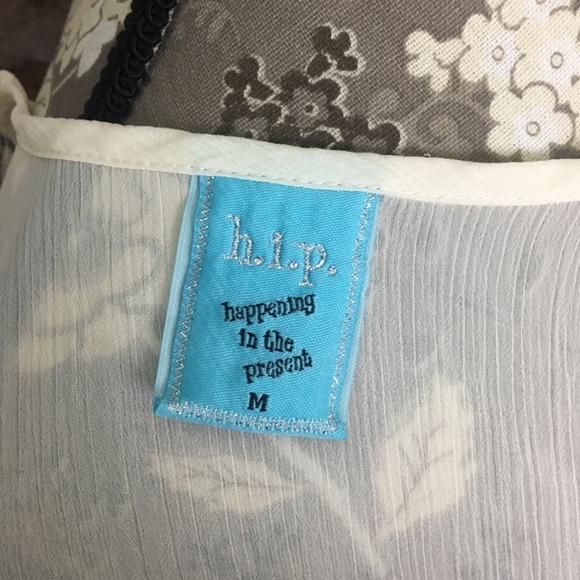 h.i.p.
happening
in the
present
M